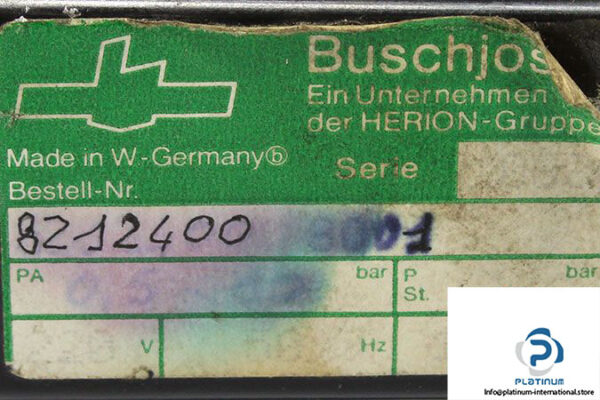 Buschjos
Ein Unternehmen
der HERION-Gruppe
Made in W.-Germany b
Serie
Bestell-Nr.
8212400
PA bar P bar
St.
V Hz
PLATINUM
Info@platinum-international.store